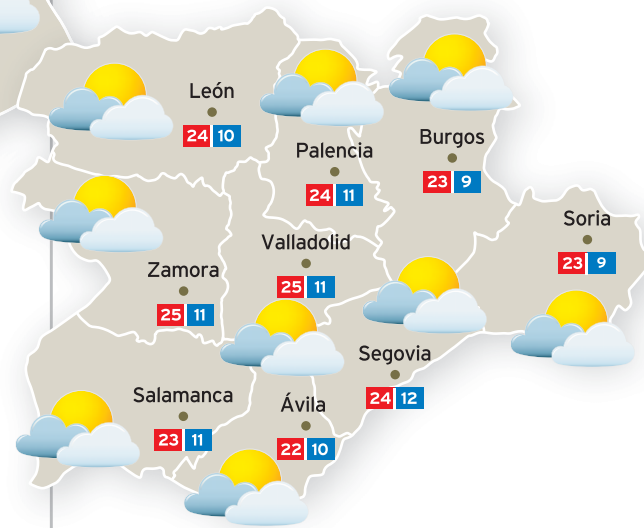 León
24 10
Palencia
24 11
Burgos
23 9
Soria
23 9
Valladolid
25 11
Zamora
25 11
Segovia
24 12
Salamanca
23 11
Ávila
22 10